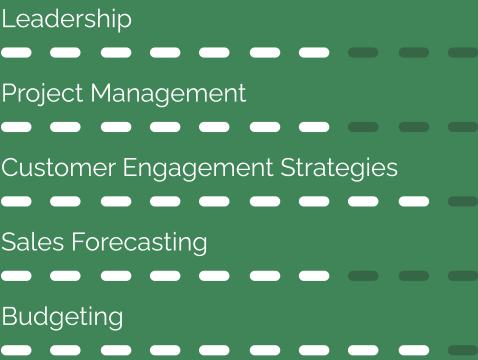 Leadership
Project Management
Customer Engagement Strategies
Sales Forecasting
Budgeting